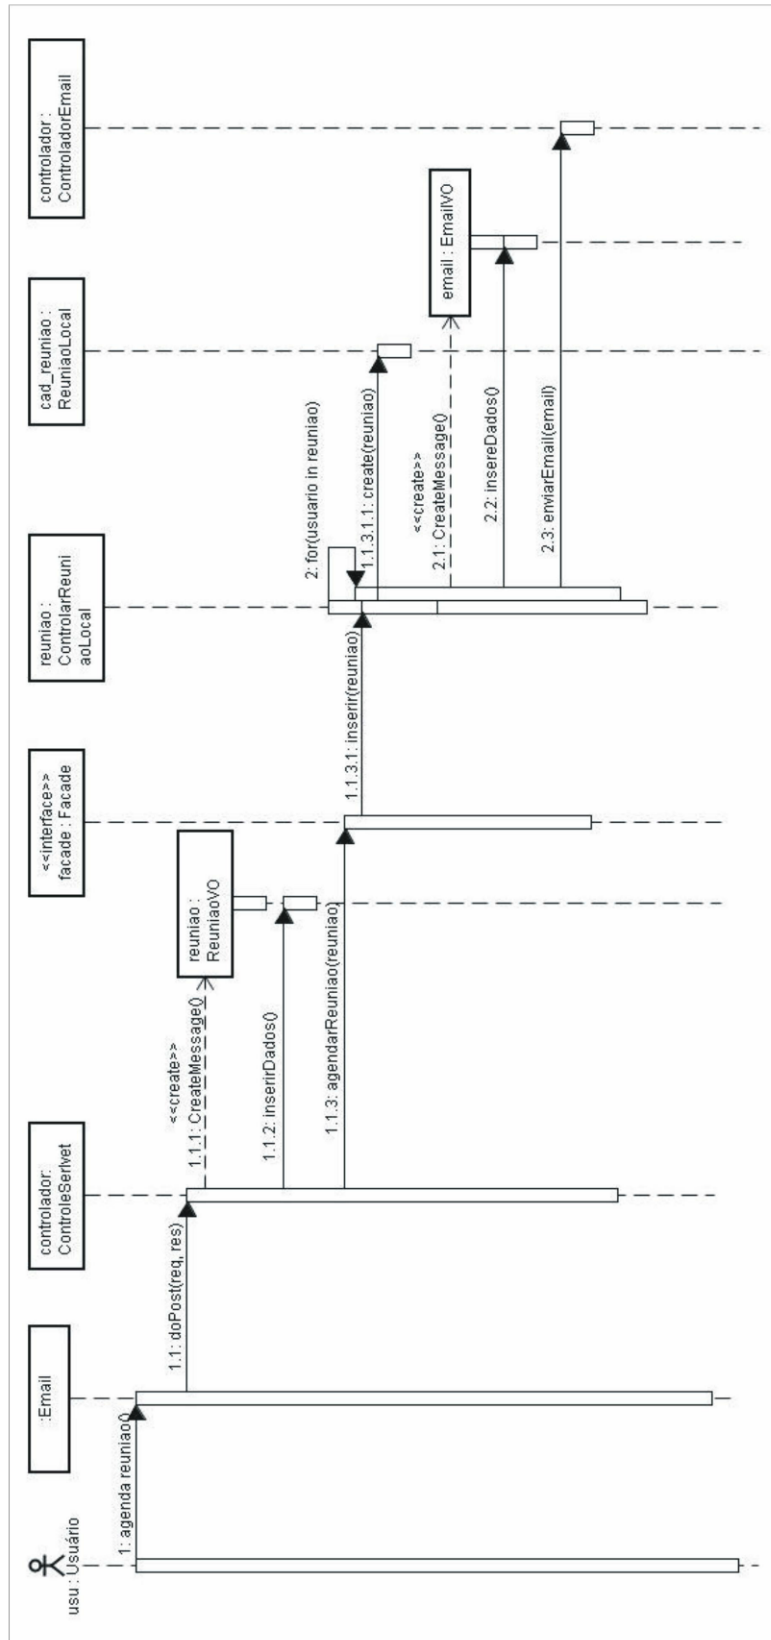 usu : Usuário
:Email
controlador:
ControleSerlvet
<<interface>>
facade : Facade
reuniao :
ControlarReuni
aoLocal
cad_reuniao :
ReuniaoLocal
controlador :
ControladorEmail
1: agenda reuniao()
1.1: doPost(req, res)
<<create>>
1.1.1: CreateMessage()
reuniao :
ReuniaoVO
1.1.2: inserirDados()
1.1.3: agendarReuniao(reuniao)
1.1.3.1: inserir(reuniao)
2: for(usuario in reuniao)
1.1.3.1.1: create(reuniao)
<<create>>
2.1: CreateMessage()
email : EmailVO
2.2: insereDados()
2.3: enviarEmail(email)